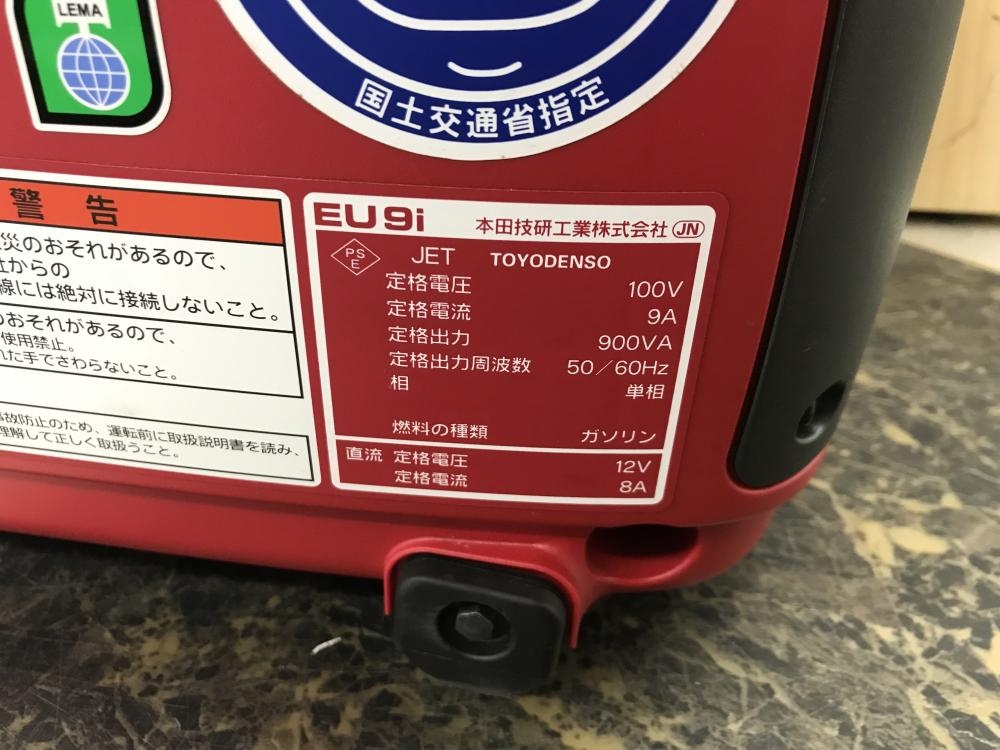 LEMA
国土交通省指定
警告
災のおそれがあるので、
社からの
線には絶対に接続しないこと。
のおそれがあるので、
使用禁止。
れた手でさわらないこと。
事故防止のため、運転前に取扱説明書を読み、
理解して正しく取扱うこと。
EU9i 本田技研工業株式会社 JN
PS
E
JET TOYODENSO
定格電圧 100V
定格電流 9A
定格出力 900VA
定格出力周波数 50/60Hz
相 単相
燃料の種類 ガソリン
直流 定格電圧 12V
定格電流 8A